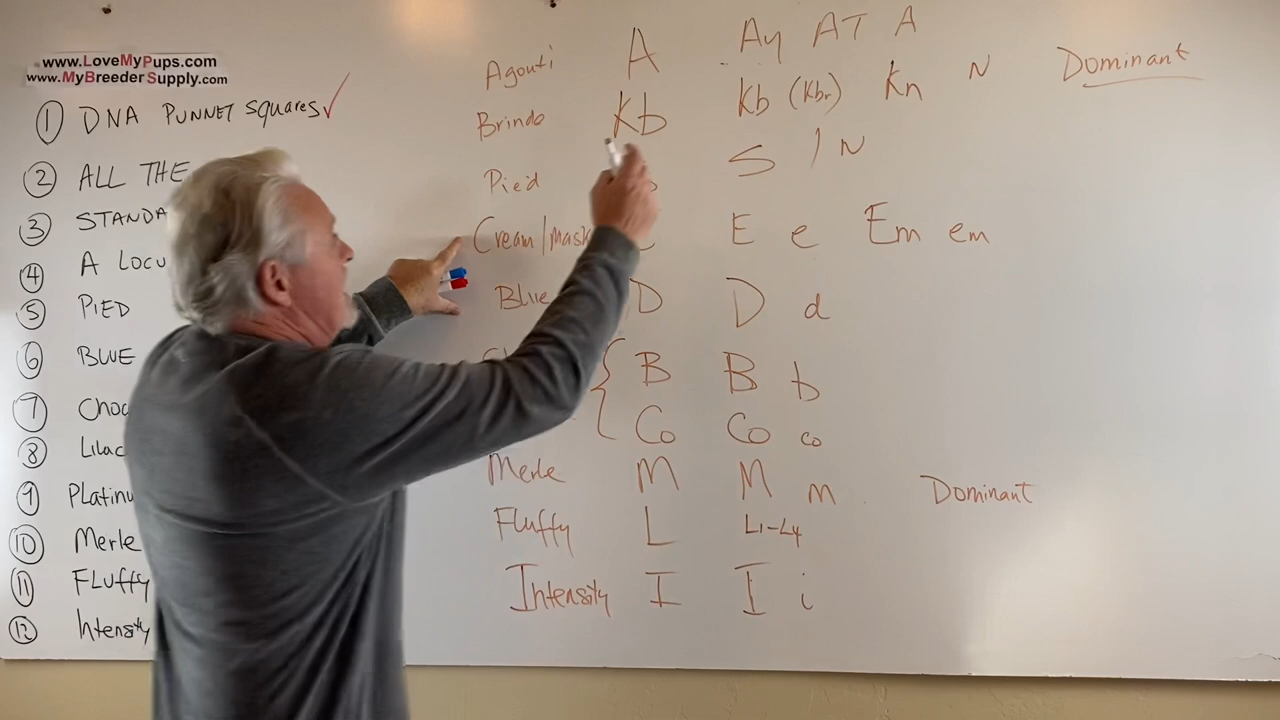 www.LoveMyPups.com
www.MyBreederSupply.com
① DNA PUNNET squares ✓
② ALL THE
③ STANDA
④ A LOCU
⑤ PIED
⑥ BLUE
⑦ Choc
⑧ Lilac
⑨ Platinu
⑩ Merle
⑪ FLuffy
⑫ Intensity
Agouti A Ay AT A
Brindo Kb Kb (Kbr) Kn N Dominant
Pied S / N
Cream/Mask E e Em em
Blue D D d
B B b
Co Co co
Merle M M m Dominant
Fluffy L L1-L4
Intensity I I i